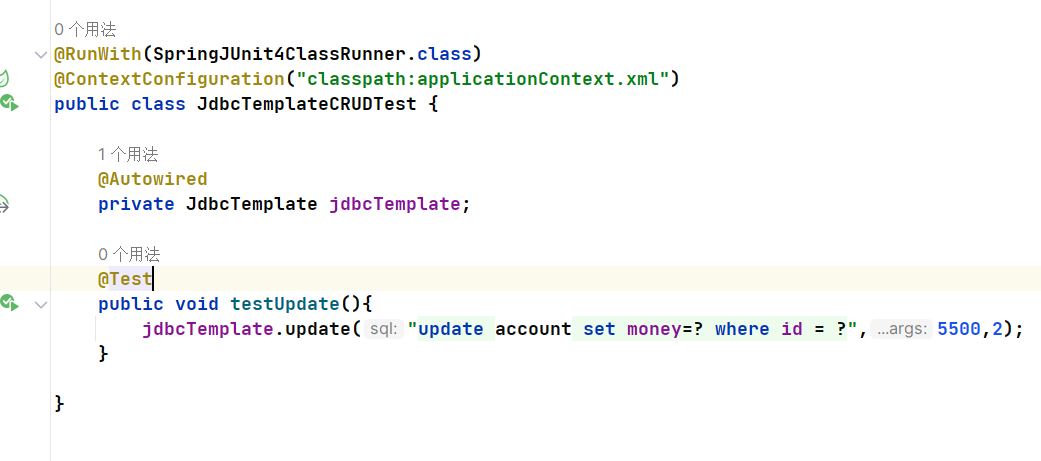 0 个用法
@RunWith(SpringJUnit4ClassRunner.class)
@ContextConfiguration("classpath:applicationContext.xml")
public class JdbcTemplateCRUDTest {
1 个用法
@Autowired
private JdbcTemplate jdbcTemplate;
0 个用法
@Test
public void testUpdate(){
jdbcTemplate.update( sql: "update account set money=? where id = ?", ...args: 5500,2);
}
}